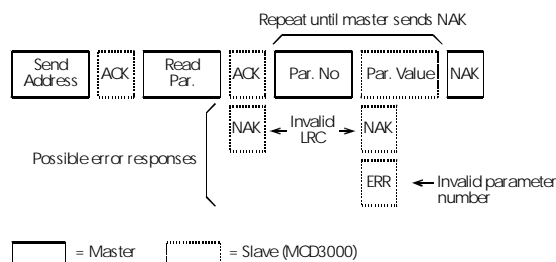 Repeat until master sends NAK
Send Address
ACK
Read Par.
ACK
Par. No
Par. Value
NAK
NAK
Invalid LRC
NAK
Possible error responses
ERR
Invalid parameter number
= Master
= Slave (MCD3000)